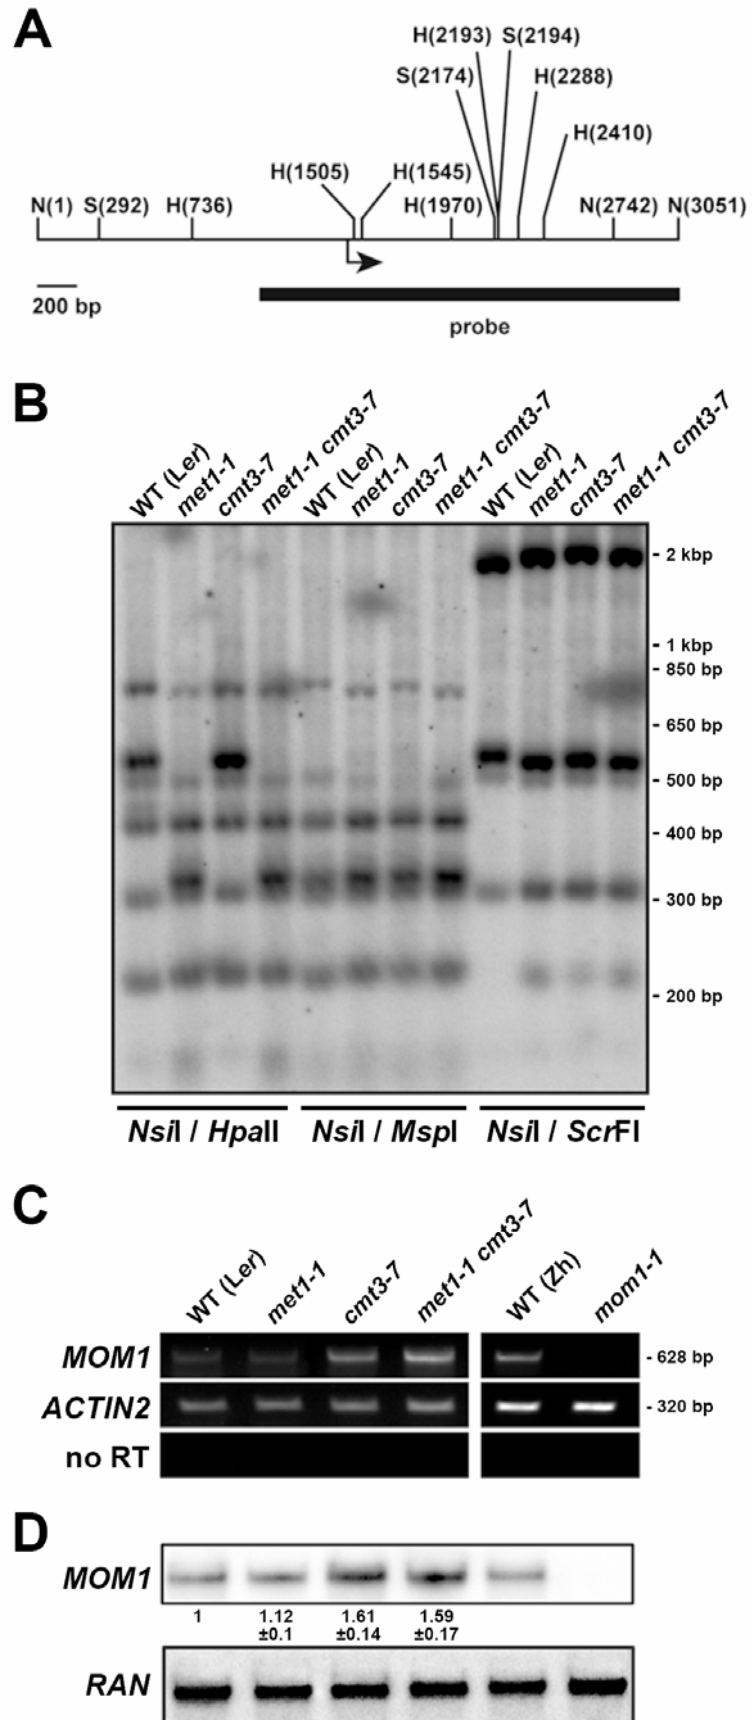 A
H(2193) S(2194)
S(2174) H(2288)
H(2410)
H(1505) H(1545)
N(1) S(292) H(736) H(1970) N(2742) N(3051)
200 bp
probe
B
WT (Ler) met1-1 cmt3-7 met1-1 cmt3-7 WT (Ler) met1-1 cmt3-7 met1-1 cmt3-7 WT (Ler) met1-1 cmt3-7 met1-1 cmt3-7
- 2 kbp
- 1 kbp
- 850 bp
- 650 bp
- 500 bp
- 400 bp
- 300 bp
- 200 bp
NsiI / HpaII NsiI / MspI NsiI / ScrFI
C
WT (Ler) met1-1 cmt3-7 met1-1 cmt3-7 WT (Zh) mom1-1
MOM1 - 628 bp
ACTIN2 - 320 bp
no RT
D
MOM1
1 1.12 1.61 1.59
±0.1 ±0.14 ±0.17
RAN